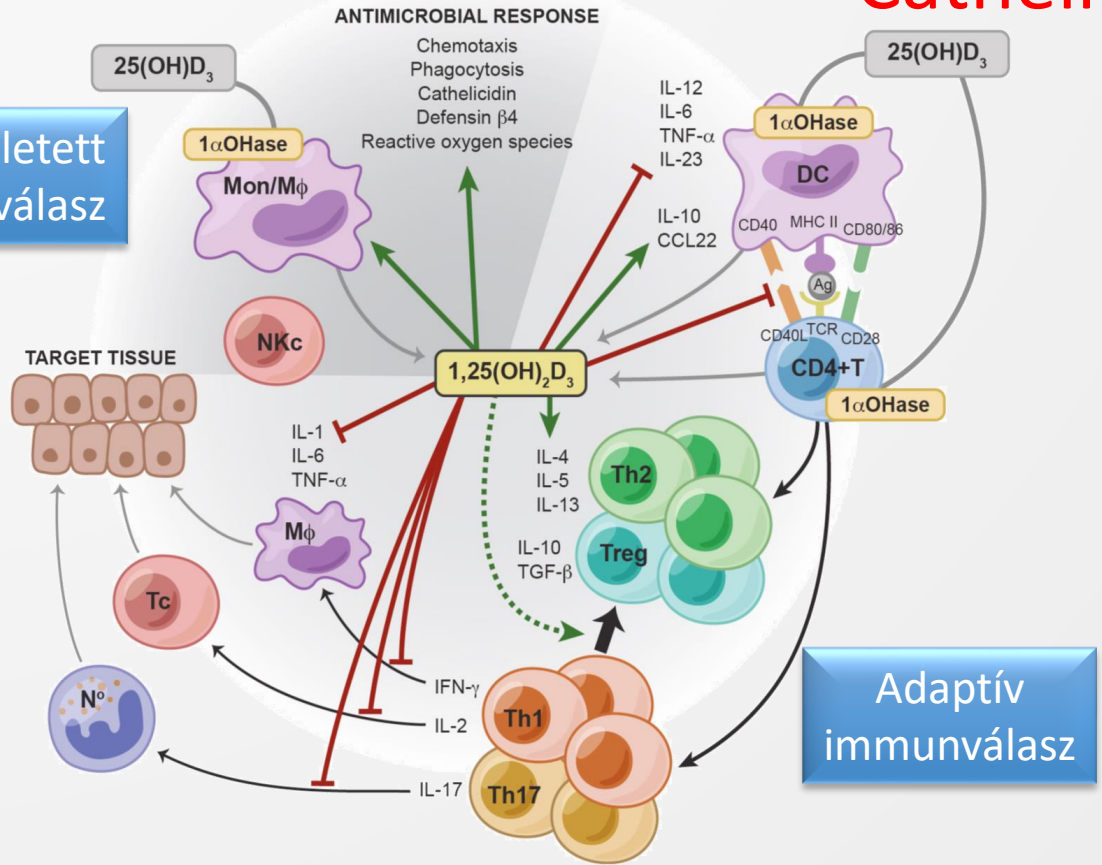 ANTIMICROBIAL RESPONSE
Chemotaxis
Phagocytosis
Cathelicidin
Defensin β4
Reactive oxygen species
25(OH)D₃
1αOHase
Mon/Mϕ
válasz
NKc
IL-12
IL-6
TNF-α
IL-23
IL-10
CCL22
25(OH)D₃
1αOHase
DC
CD40
MHC II
CD80/86
Ag
CD40L
TCR
CD28
CD4+T
1αOHase
1,25(OH)₂D₃
TARGET TISSUE
IL-1
IL-6
TNF-α
Mϕ
Tc
Nº
IL-4
IL-5
IL-13
Th2
IL-10
TGF-β
Treg
IFN-γ
IL-2
IL-17
Th1
Th17
Adaptív
immunválasz